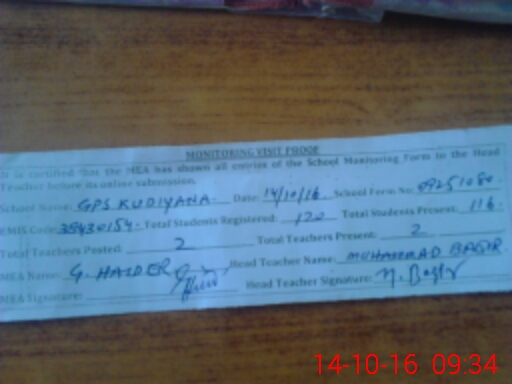 MONITORING VISIT PROOF
It is certified that the MEA has shown all entries of the School Monitoring Form to the Head
Teacher before its online submission.
School Name: GPS KUDIYANA Date: 14/10/16 School Form No: 09251080
EMIS Code: 38430154 Total Students Registered: 120 Total Students Present: 116
Total Teachers Posted: 2 Total Teachers Present: 2
MEA Name: G. HAIDER Head Teacher Name: MUHAMMAD BAQIR
MEA Signature: Head Teacher Signature: M. Baqir
14-10-16 09:34